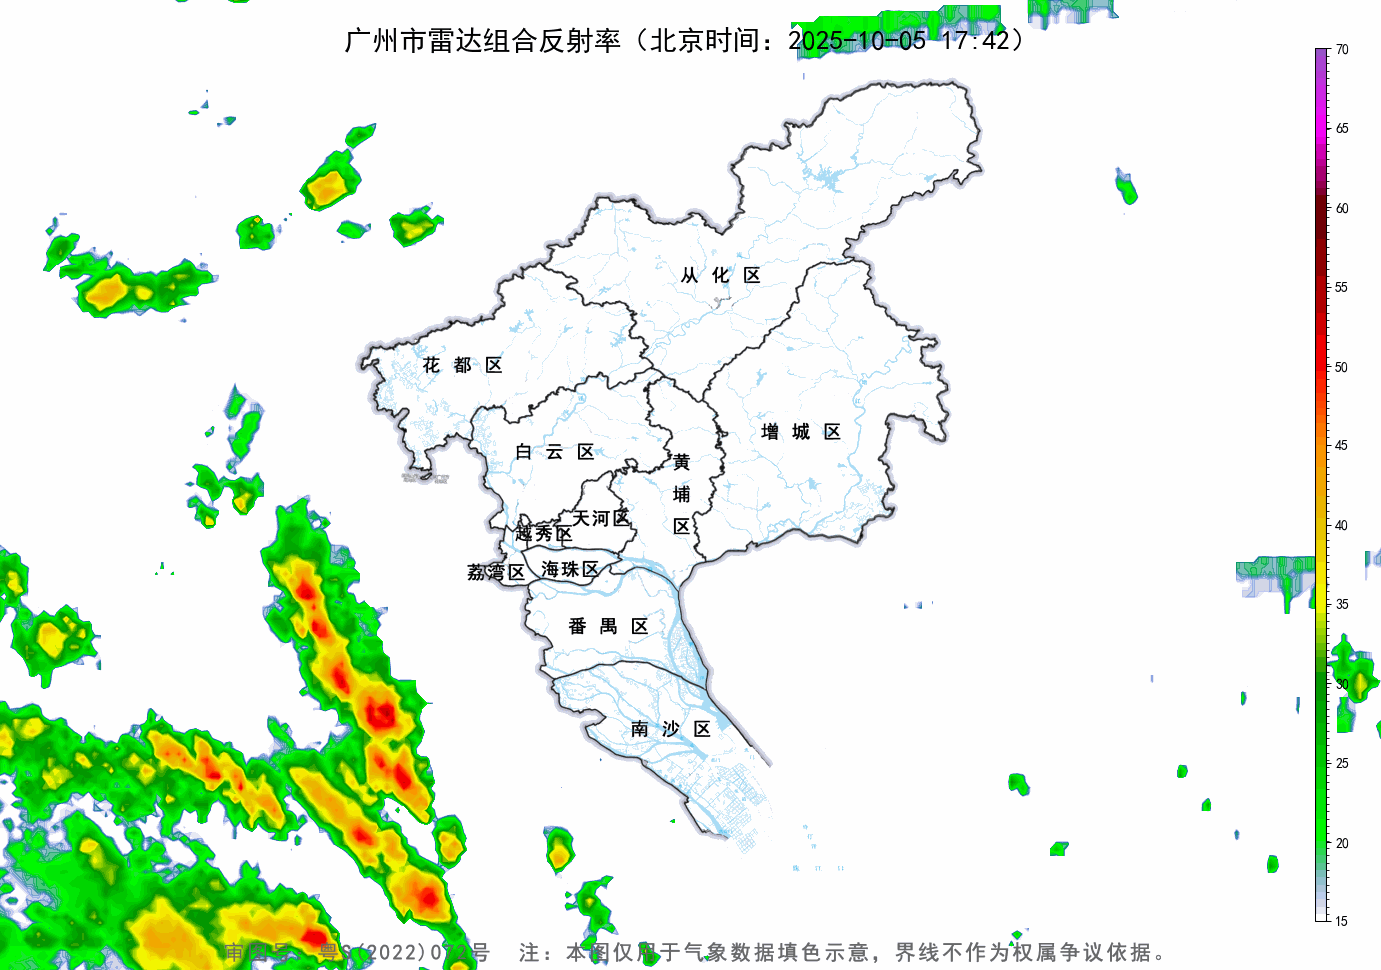 广州市雷达组合反射率（北京时间：2025-10-05 17:42）
70
65
60
55
50
45
40
35
30
25
20
15
从化区
花都区
增城区
白云区
黄埔区
天河区
越秀区
荔湾区
海珠区
番禺区
南沙区
审图号：粤S(2022)073号 注：本图仅用于气象数据填色示意，界线不作为权属争议依据。